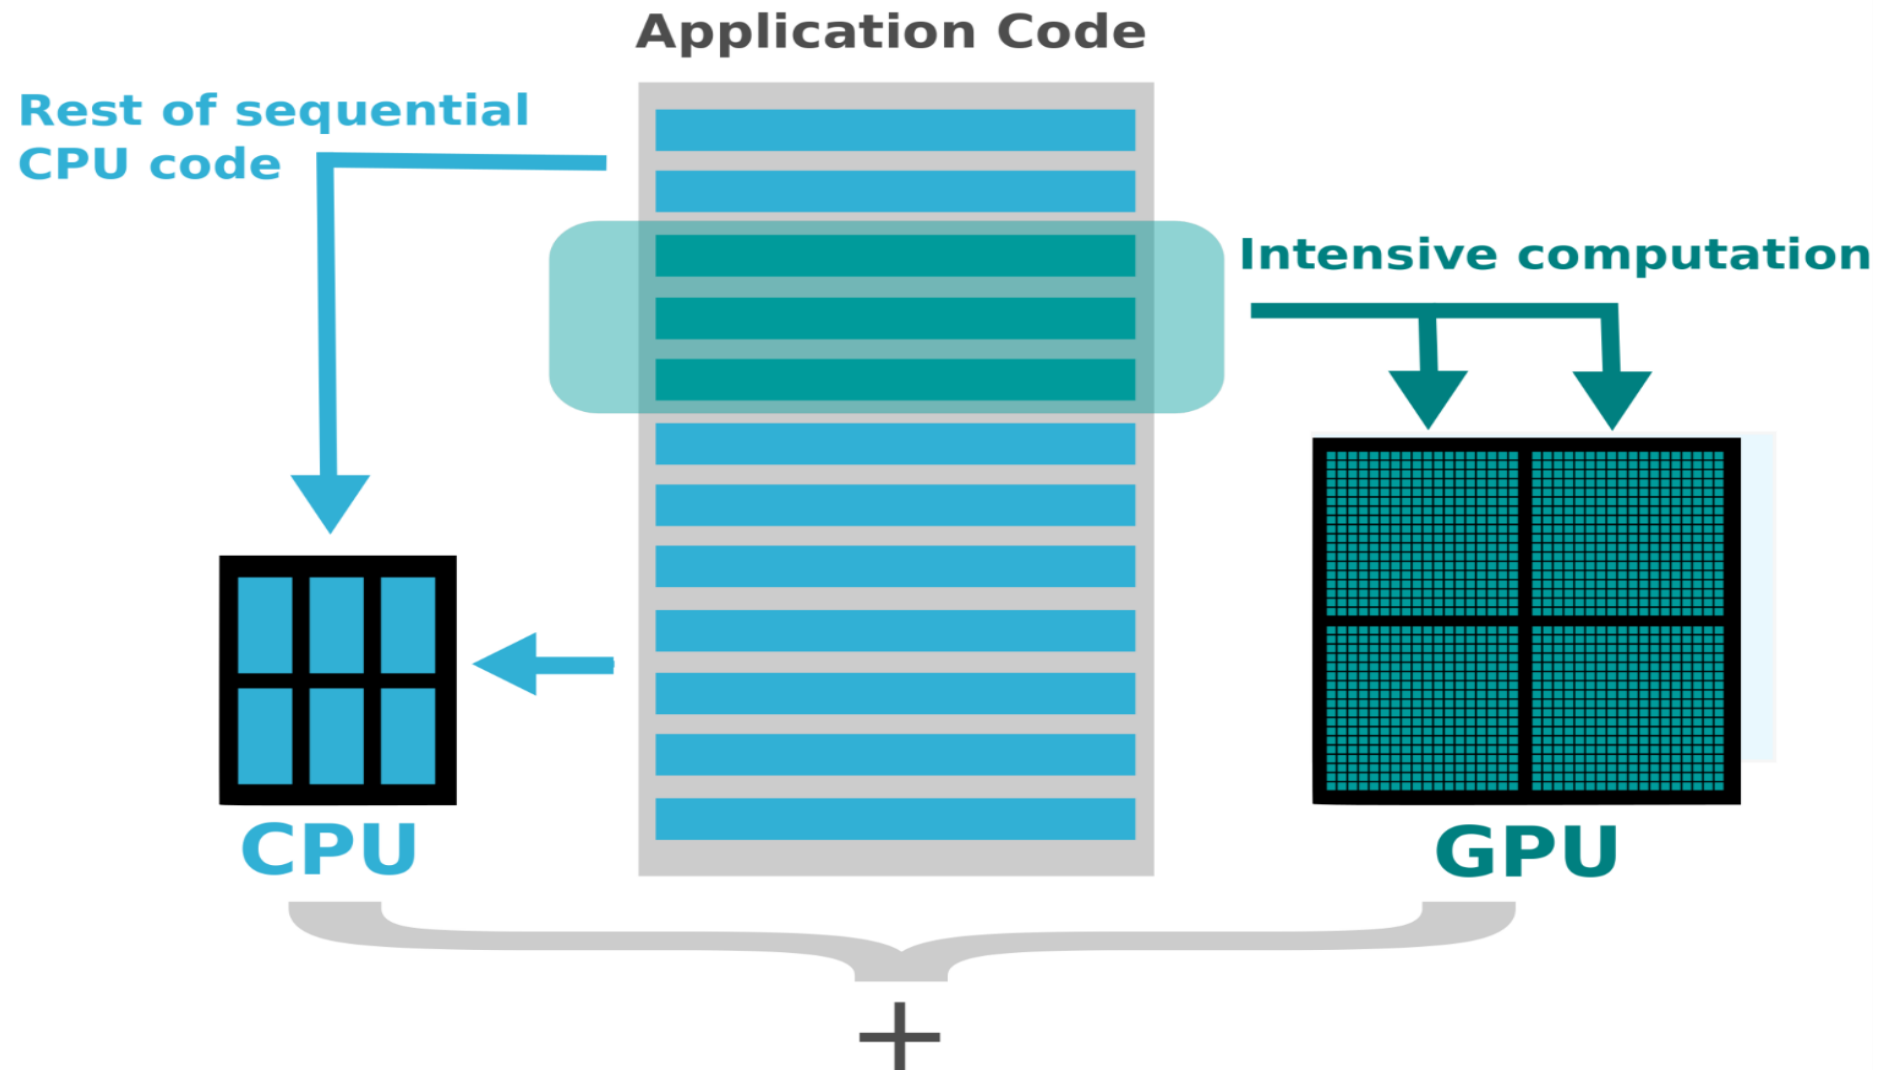 Application Code
Rest of sequential
CPU code
Intensive computation
CPU
GPU
+